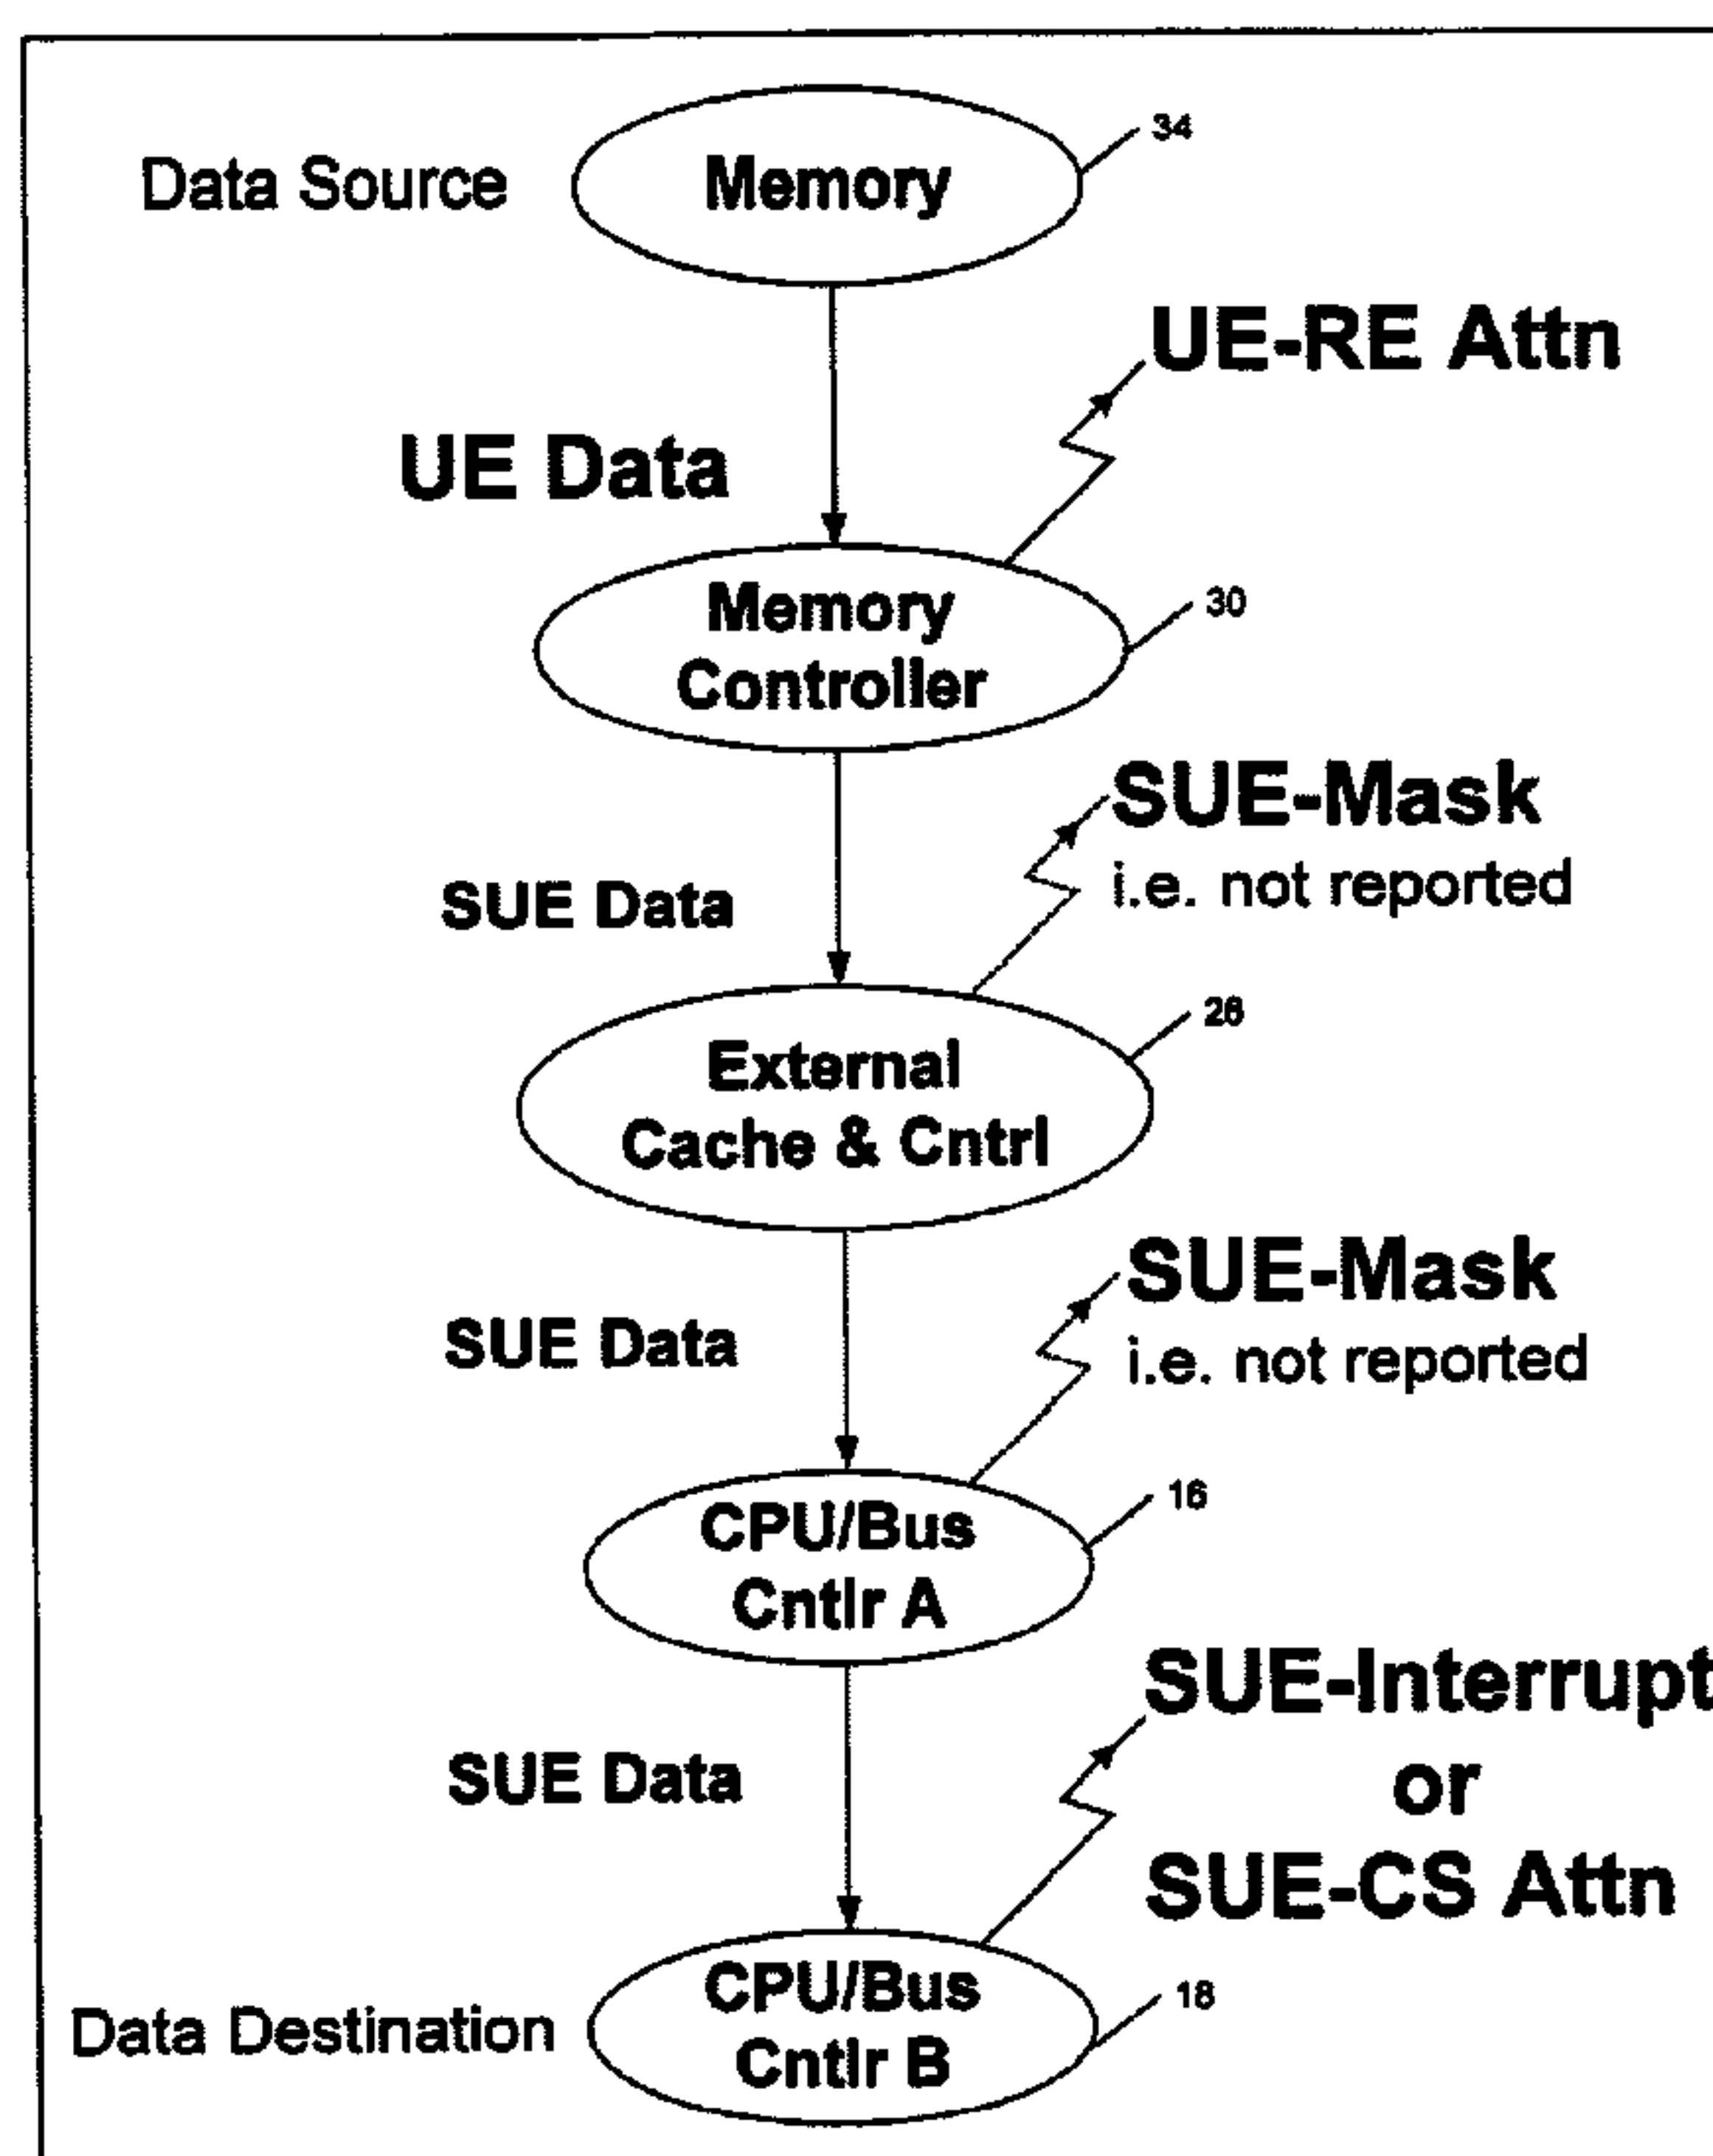 Data Source
Memory
34
UE-RE Attn
UE Data
Memory
Controller
30
SUE-Mask
i.e. not reported
SUE Data
External
Cache & Cntrl
28
SUE-Mask
i.e. not reported
SUE Data
CPU/Bus
Cntlr A
16
SUE-Interrupt
or
SUE-CS Attn
SUE Data
CPU/Bus
Cntlr B
18
Data Destination